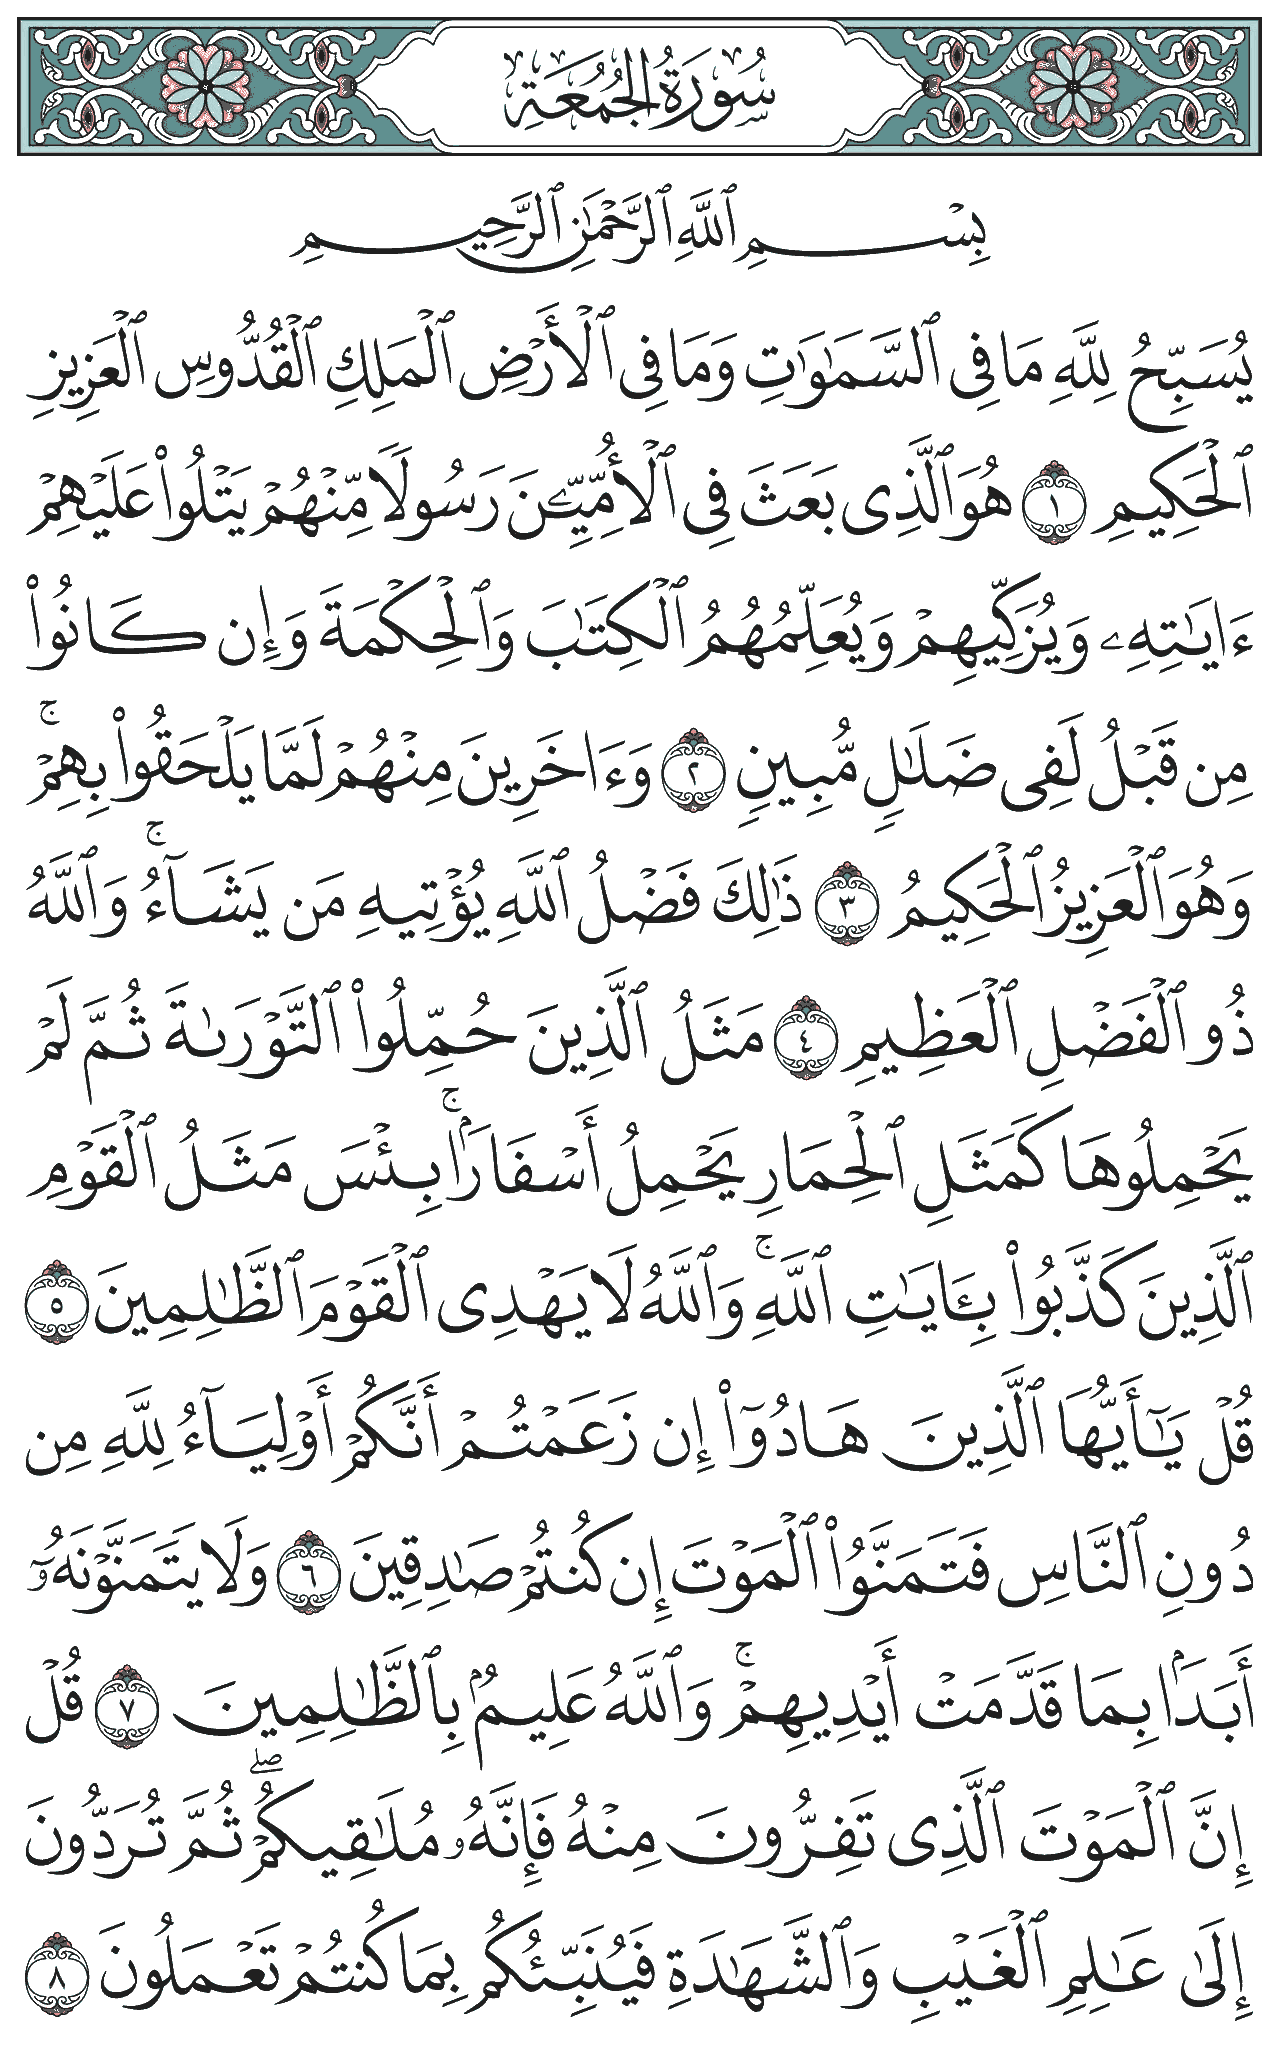 سُورَةُ الجُمُعَةِ
بِسْمِ ٱللَّهِ ٱلرَّحْمَٰنِ ٱلرَّحِيمِ
يُسَبِّحُ لِلَّهِ مَا فِى ٱلسَّمَٰوَٰتِ وَمَا فِى ٱلْأَرْضِ ٱلْمَلِكِ ٱلْقُدُّوسِ ٱلْعَزِيزِ
ٱلْحَكِيمِ ١ هُوَ ٱلَّذِى بَعَثَ فِى ٱلْأُمِّيِّـۧنَ رَسُولًا مِّنْهُمْ يَتْلُوا۟ عَلَيْهِمْ
ءَايَٰتِهِۦ وَيُزَكِّيهِمْ وَيُعَلِّمُهُمُ ٱلْكِتَٰبَ وَٱلْحِكْمَةَ وَإِن كَانُوا۟
مِن قَبْلُ لَفِى ضَلَٰلٍ مُّبِينٍ ٢ وَءَاخَرِينَ مِنْهُمْ لَمَّا يَلْحَقُوا۟ بِهِمْ ۚ
وَهُوَ ٱلْعَزِيزُ ٱلْحَكِيمُ ٣ ذَٰلِكَ فَضْلُ ٱللَّهِ يُؤْتِيهِ مَن يَشَآءُ ۚ وَٱللَّهُ
ذُو ٱلْفَضْلِ ٱلْعَظِيمِ ٤ مَثَلُ ٱلَّذِينَ حُمِّلُوا۟ ٱلتَّوْرَىٰةَ ثُمَّ لَمْ
يَحْمِلُوهَا كَمَثَلِ ٱلْحِمَارِ يَحْمِلُ أَسْفَارًۢا ۚ بِئْسَ مَثَلُ ٱلْقَوْمِ
ٱلَّذِينَ كَذَّبُوا۟ بِـَٔايَٰتِ ٱللَّهِ ۚ وَٱللَّهُ لَا يَهْدِى ٱلْقَوْمَ ٱلظَّٰلِمِينَ ٥
قُلْ يَٰٓأَيُّهَا ٱلَّذِينَ هَادُوٓا۟ إِن زَعَمْتُمْ أَنَّكُمْ أَوْلِيَآءُ لِلَّهِ مِن
دُونِ ٱلنَّاسِ فَتَمَنَّوُا۟ ٱلْمَوْتَ إِن كُنتُمْ صَٰدِقِينَ ٦ وَلَا يَتَمَنَّوْنَهُۥٓ
أَبَدًۢا بِمَا قَدَّمَتْ أَيْدِيهِمْ ۚ وَٱللَّهُ عَلِيمٌۢ بِٱلظَّٰلِمِينَ ٧ قُلْ
إِنَّ ٱلْمَوْتَ ٱلَّذِى تَفِرُّونَ مِنْهُ فَإِنَّهُۥ مُلَٰقِيكُمْ ۖ ثُمَّ تُرَدُّونَ
إِلَىٰ عَٰلِمِ ٱلْغَيْبِ وَٱلشَّهَٰدَةِ فَيُنَبِّئُكُم بِمَا كُنتُمْ تَعْمَلُونَ ٨